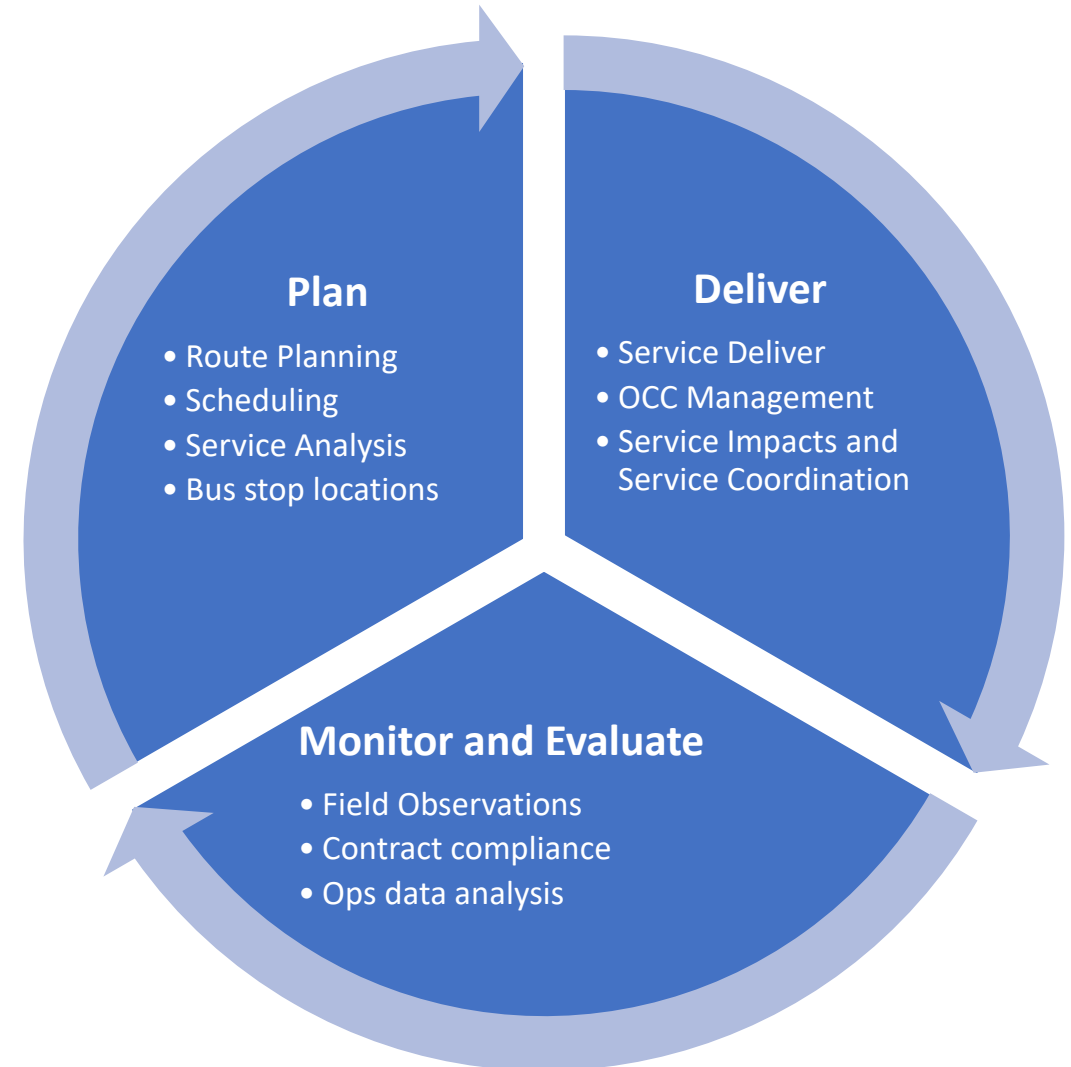 Plan
• Route Planning
• Scheduling
• Service Analysis
• Bus stop locations
Deliver
• Service Deliver
• OCC Management
• Service Impacts and
Service Coordination
Monitor and Evaluate
• Field Observations
• Contract compliance
• Ops data analysis